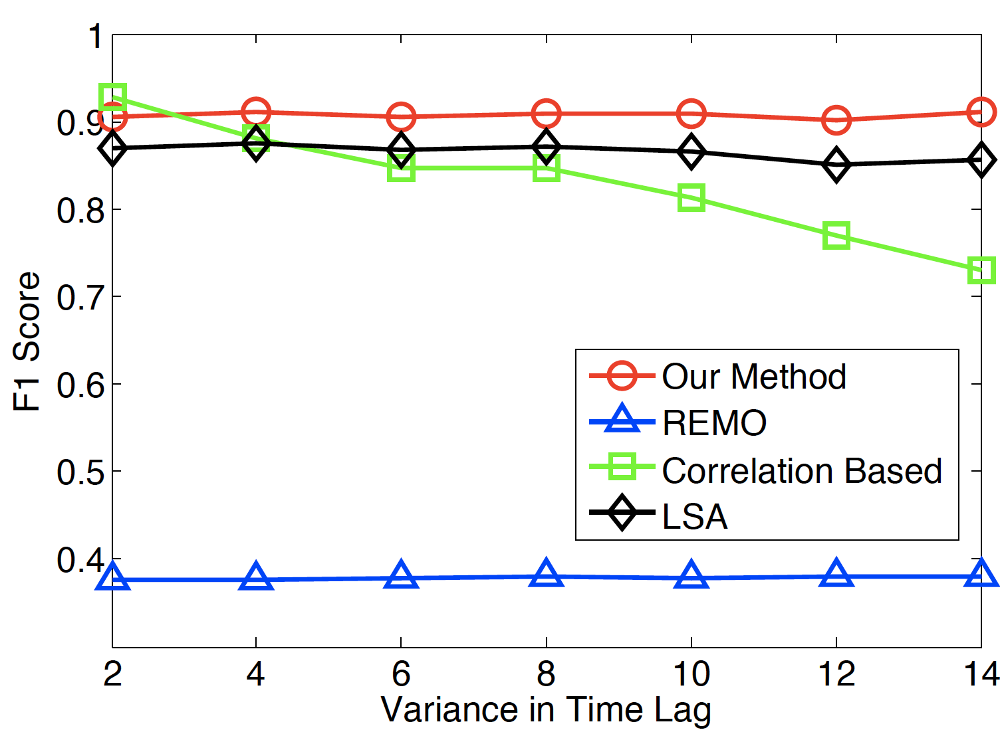 1
0.9
0.8
0.7
0.6
0.5
0.4
F1 Score
Our Method
REMO
Correlation Based
LSA
2 4 6 8 10 12 14
Variance in Time Lag